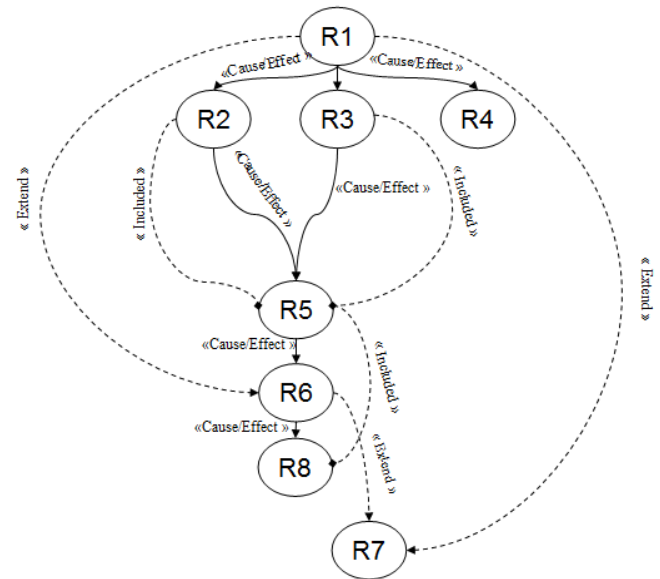 R1
«Cause/Effect »
«Cause/Effect »
R2
R3
R4
«Cause/Effect »
«Cause/Effect »
« Included »
« Included »
« Extend »
« Extend »
R5
«Cause/Effect »
« Included »
R6
«Cause/Effect »
« Extend »
R8
R7